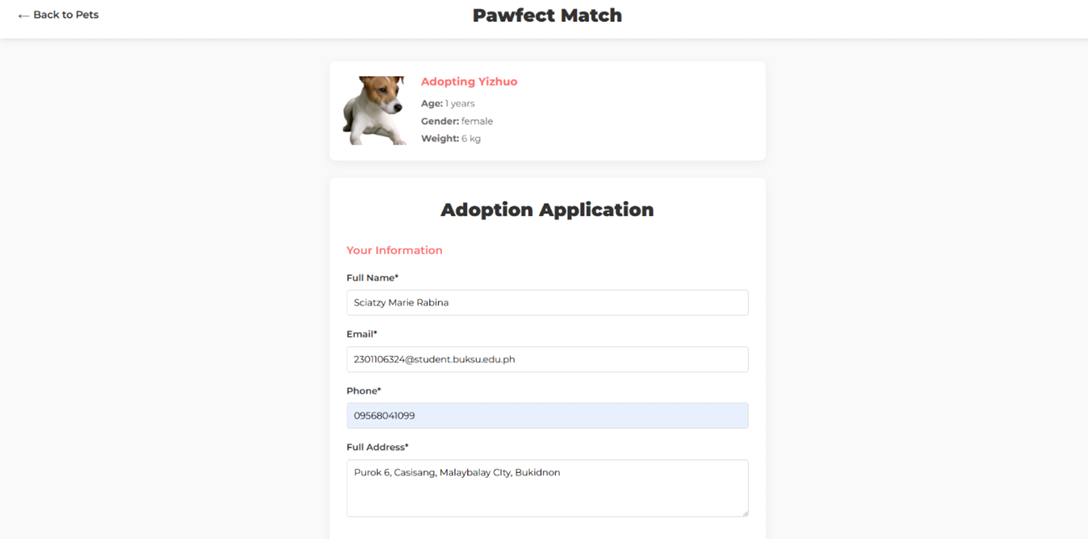 ← Back to Pets
Pawfect Match
Adopting Yizhuo
Age: 1 years
Gender: female
Weight: 6 kg
Adoption Application
Your Information
Full Name*
Sciatzy Marie Rabina
Email*
2301106324@student.buksu.edu.ph
Phone*
09568041099
Full Address*
Purok 6, Casisang, Malaybalay CIty, Bukidnon